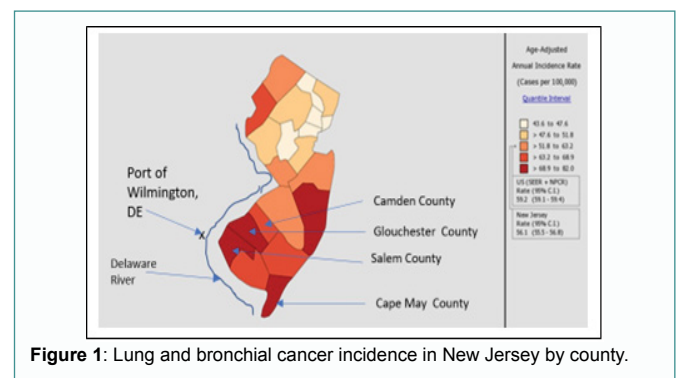 Port of
Wilmington,
DE
X
Delaware
River
Camden County
Glouchester County
Salem County
Cape May County
Age-Adjusted
Annual Incidence Rate
(Cases per 100,000)
Quantile Interval
43.6 to 47.6
> 47.6 to 51.8
> 51.8 to 63.2
> 63.2 to 68.9
> 68.9 to 82.0
US (SEER + NPCR)
Rate (95% C.I.)
59.2 (59.1 - 59.4)
New Jersey
Rate (95% C.I.)
56.1 (55.5 - 56.8)
Figure 1: Lung and bronchial cancer incidence in New Jersey by county.